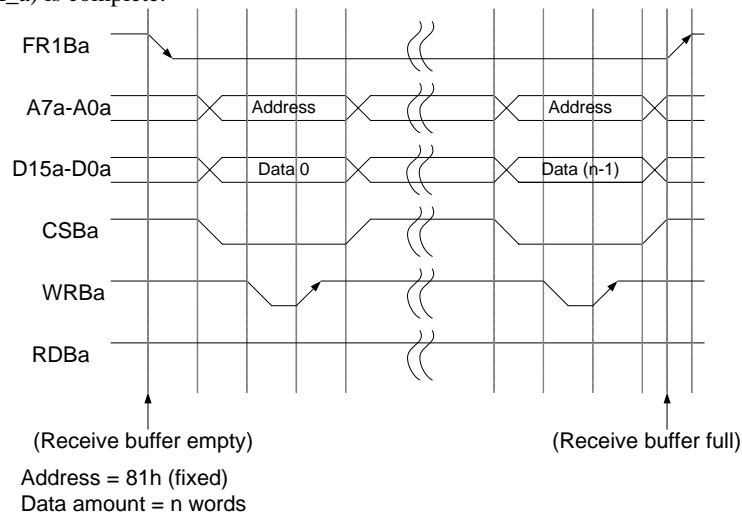 _a) is complete.
FR1Ba
A7a-A0a Address Address
D15a-D0a Data 0 Data (n-1)
CSBa
WRBa
RDBa
(Receive buffer empty) (Receive buffer full)
Address = 81h (fixed)
Data amount = n words